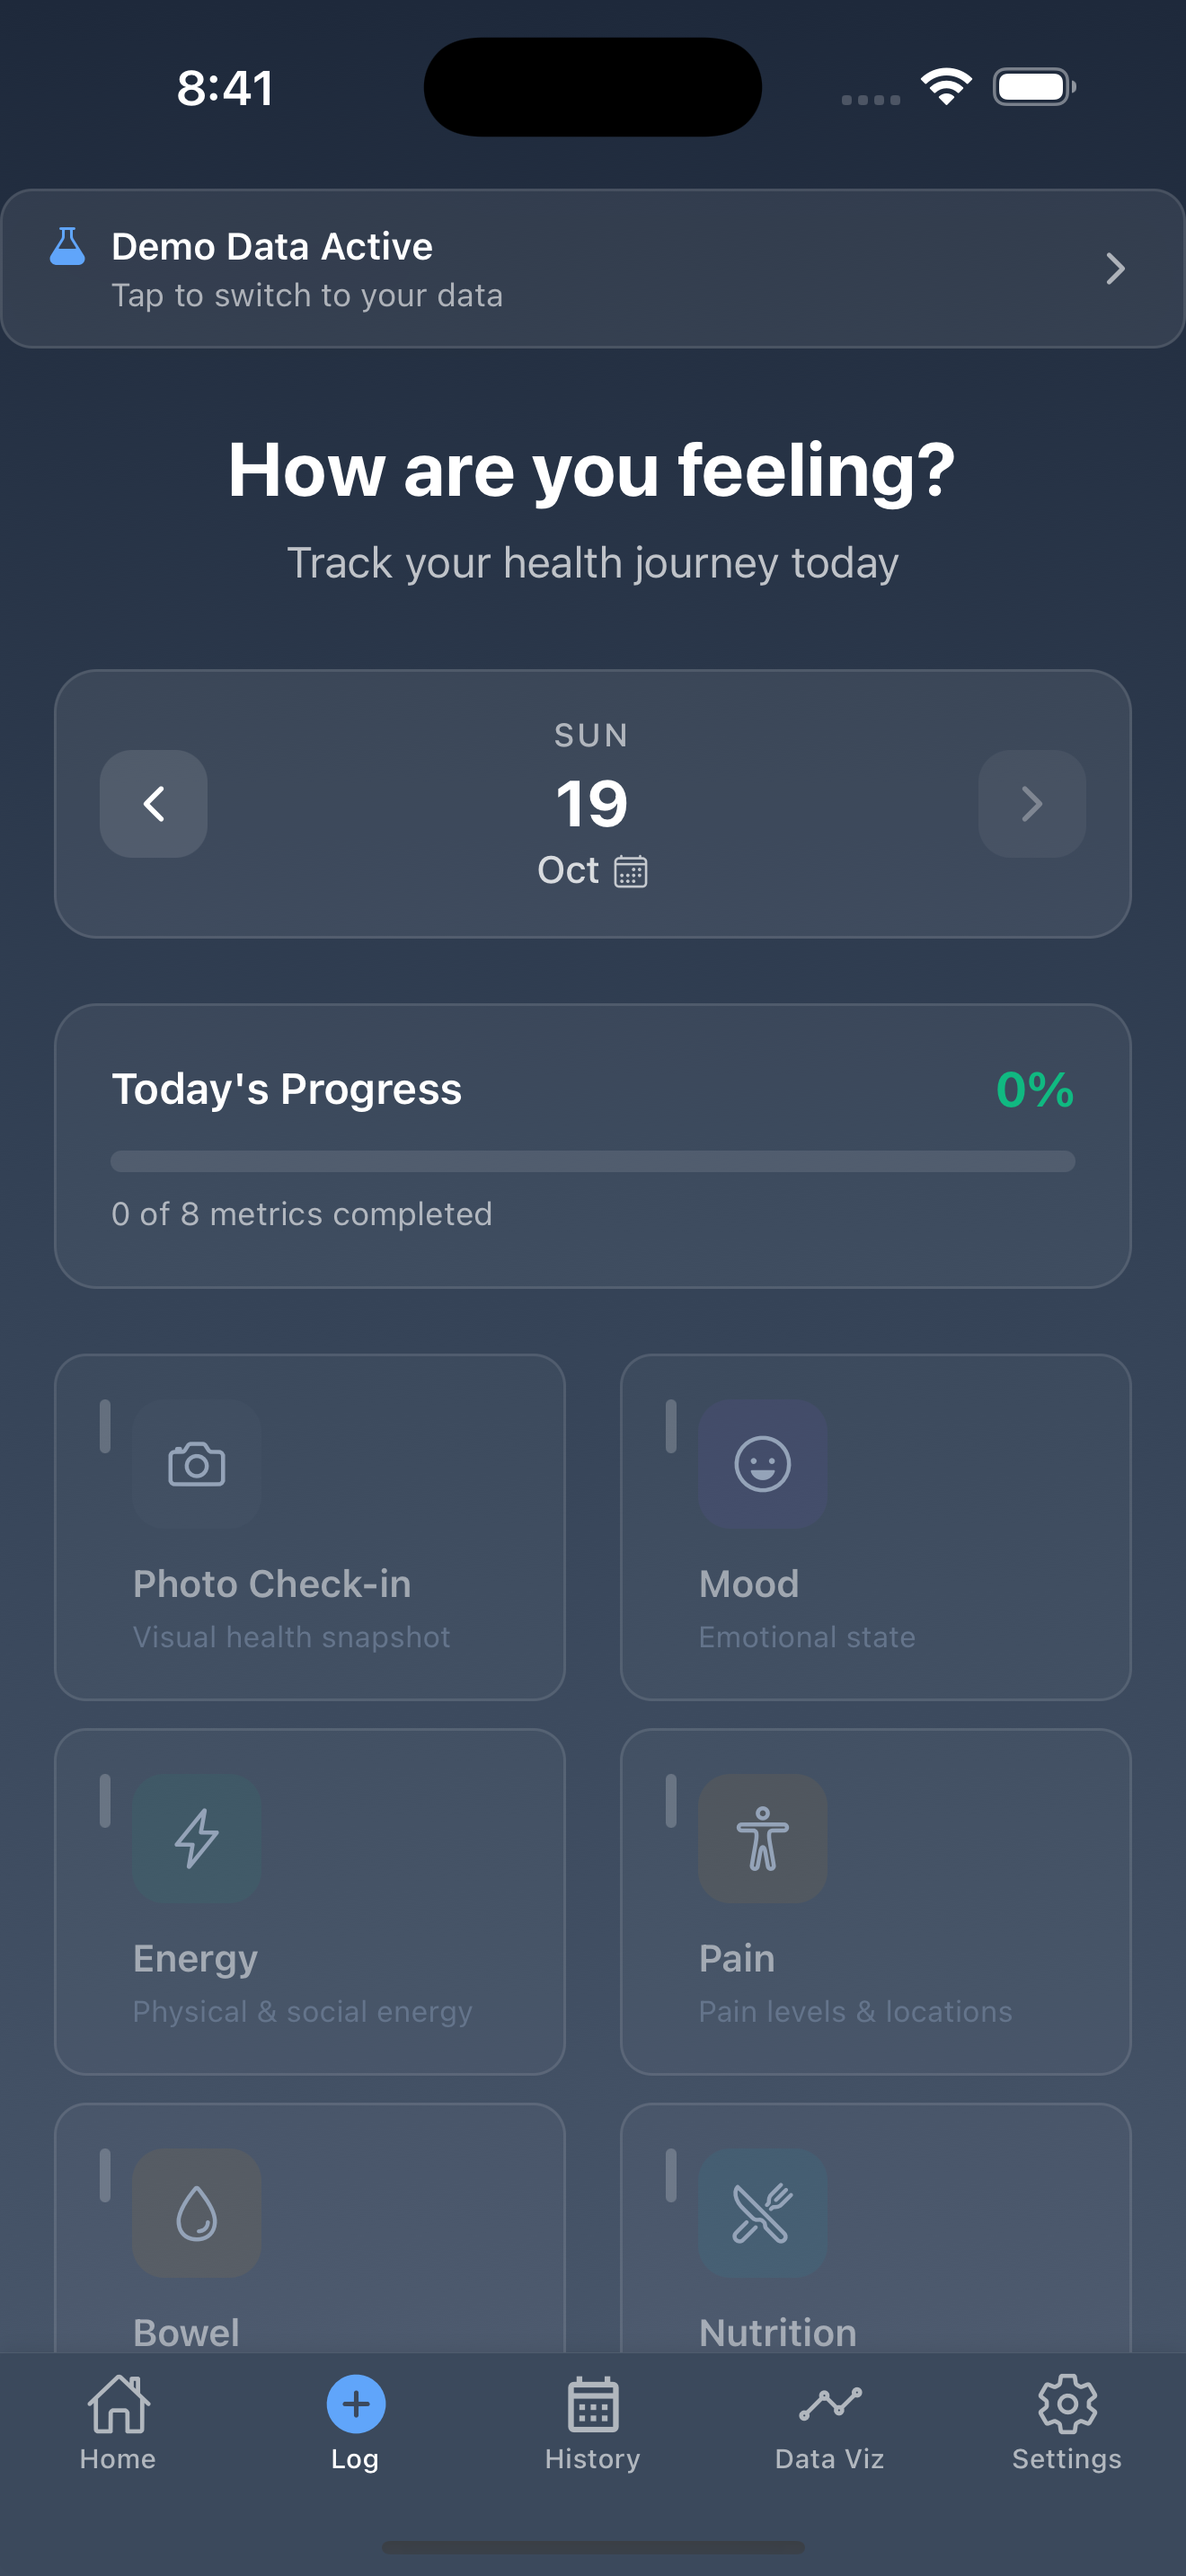 8:41
Demo Data Active
Tap to switch to your data
How are you feeling?
Track your health journey today
SUN
19
Oct
Today's Progress
0%
0 of 8 metrics completed
Photo Check-in
Visual health snapshot
Mood
Emotional state
Energy
Physical & social energy
Pain
Pain levels & locations
Bowel
Nutrition
Home
Log
History
Data Viz
Settings